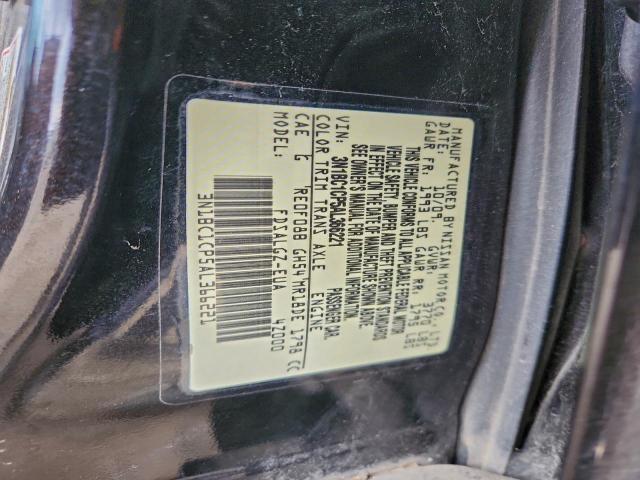 MANUFACTURED BY NISSAN MOTOR CO., LTD.
DATE: 10/09 GVWR: 3770 LBS
GAWR FR: 1993 LBS GAWR RR: 1795 LBS
THIS VEHICLE CONFORMS TO ALL APPLICABLE FEDERAL MOTOR
VEHICLE SAFETY, BUMPER AND THEFT PREVENTION STANDARDS
IN EFFECT ON THE DATE OF MANUFACTURE SHOWN ABOVE
SEE OWNER'S MANUAL FOR ADDITIONAL INFORMATION
VIN: 3N1BC1CP5AL366221 PASSENGER CAR
COLOR TRIM TRANS AXLE ENGINE
CAE G RE0F08B GH54 MR18DE 1798 CC
MODEL: FDSALGZ-EUA 4Z000
3N1BC1CP5AL366221